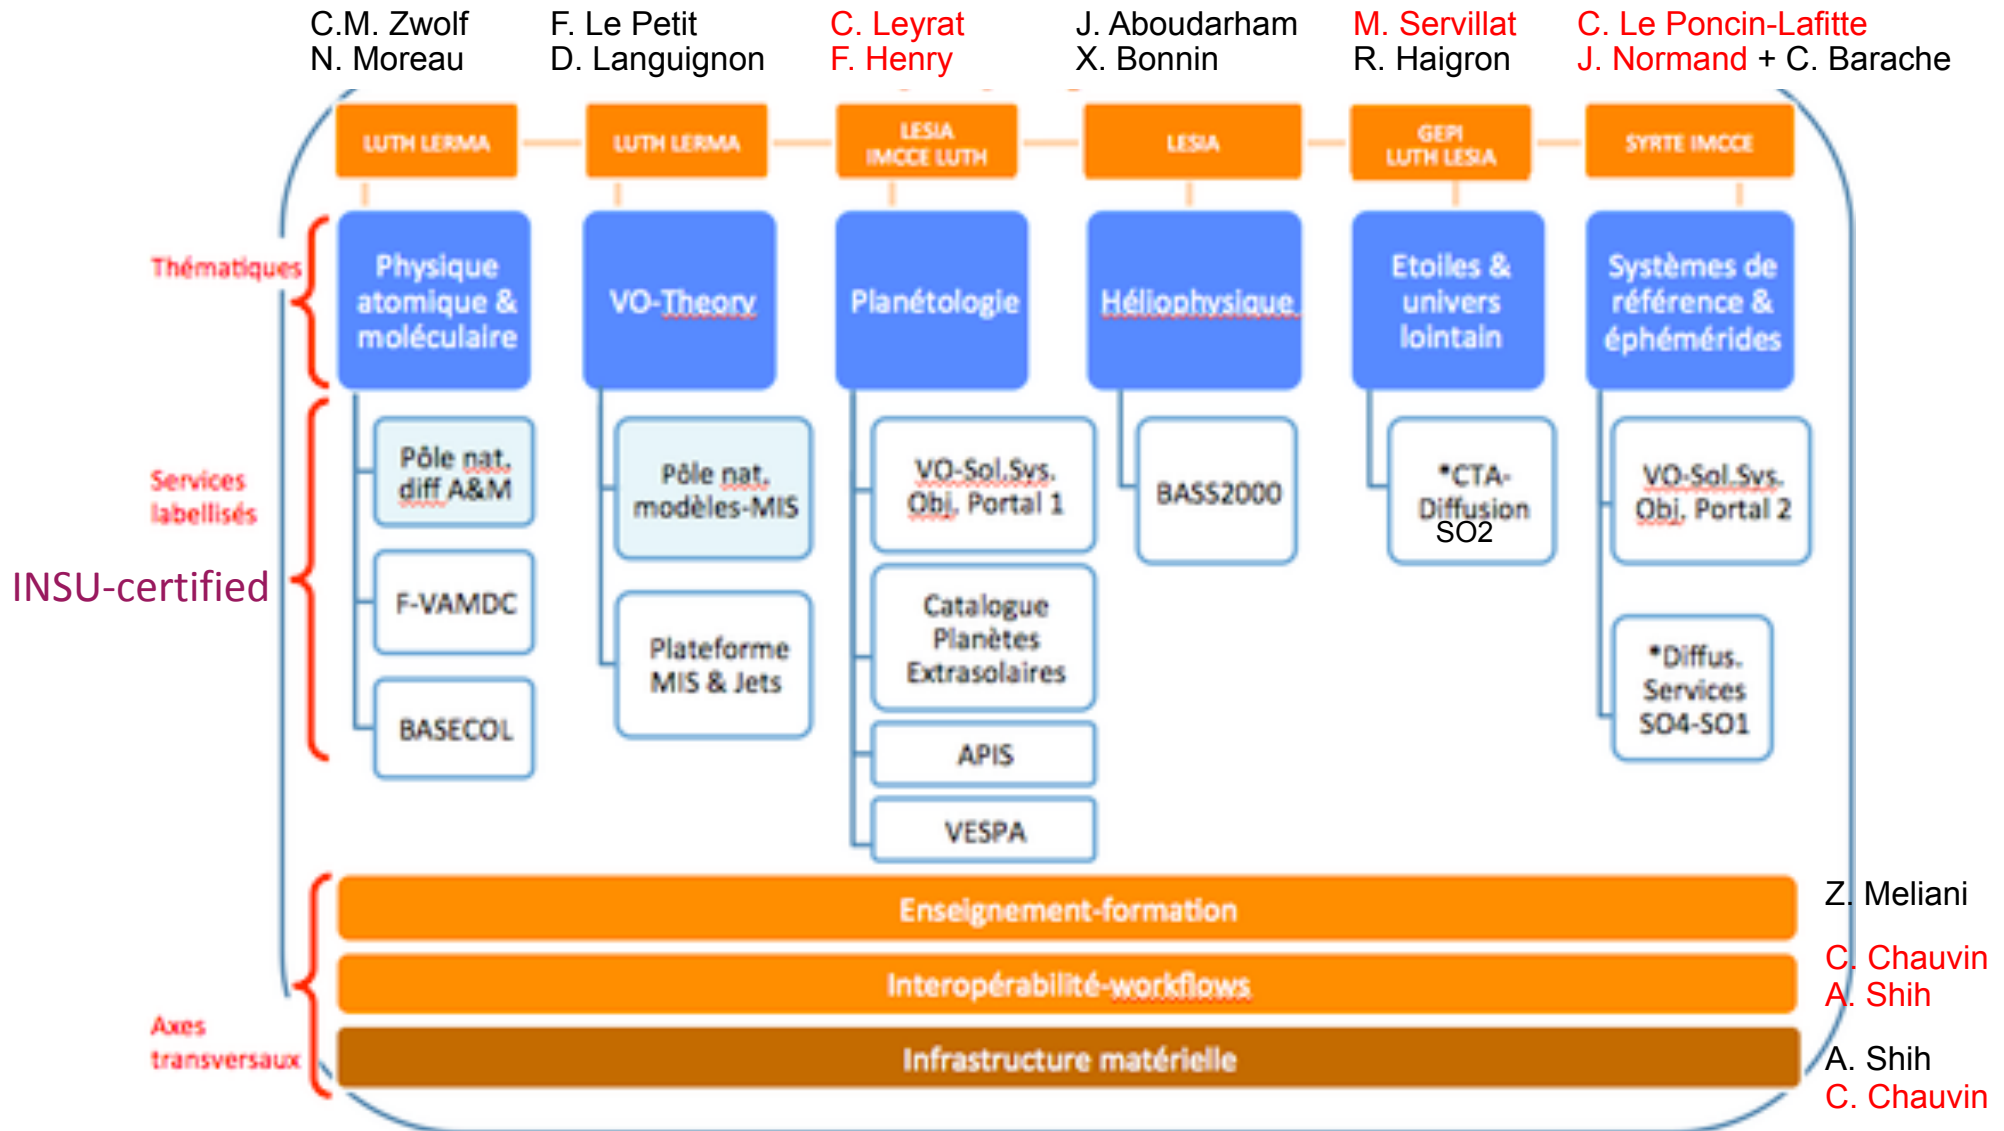 C.M. Zwolf
N. Moreau
F. Le Petit
D. Languignon
C. Leyrat
F. Henry
J. Aboudarham
X. Bonnin
M. Servillat
R. Haigron
C. Le Poncin-Lafitte
J. Normand + C. Barache
LUTH LERMA
LUTH LERMA
LESIA
IMCCE LUTH
LESIA
GEPI
LUTH LESIA
SYRTE IMCCE
Thématiques
Physique
atomique &
moléculaire
VO-Theory
Planétologie
Héliophysique
Etoiles &
univers
lointain
Systèmes de
référence &
éphémérides
Services
labellisés
INSU-certified
Pôle nat.
diff A&M
F-VAMDC
BASECOL
Pôle nat.
modèles-MIS
Plateforme
MIS & Jets
VO-Sol.Sys.
Obj. Portal 1
Catalogue
Planètes
Extrasolaires
APIS
VESPA
BASS2000
*CTA-
Diffusion
SO2
VO-Sol.Sys.
Obj. Portal 2
*Diffus.
Services
SO4-SO1
Axes
transversaux
Enseignement-formation
Z. Meliani
Interopérabilité-workflows
C. Chauvin
A. Shih
Infrastructure matérielle
A. Shih
C. Chauvin